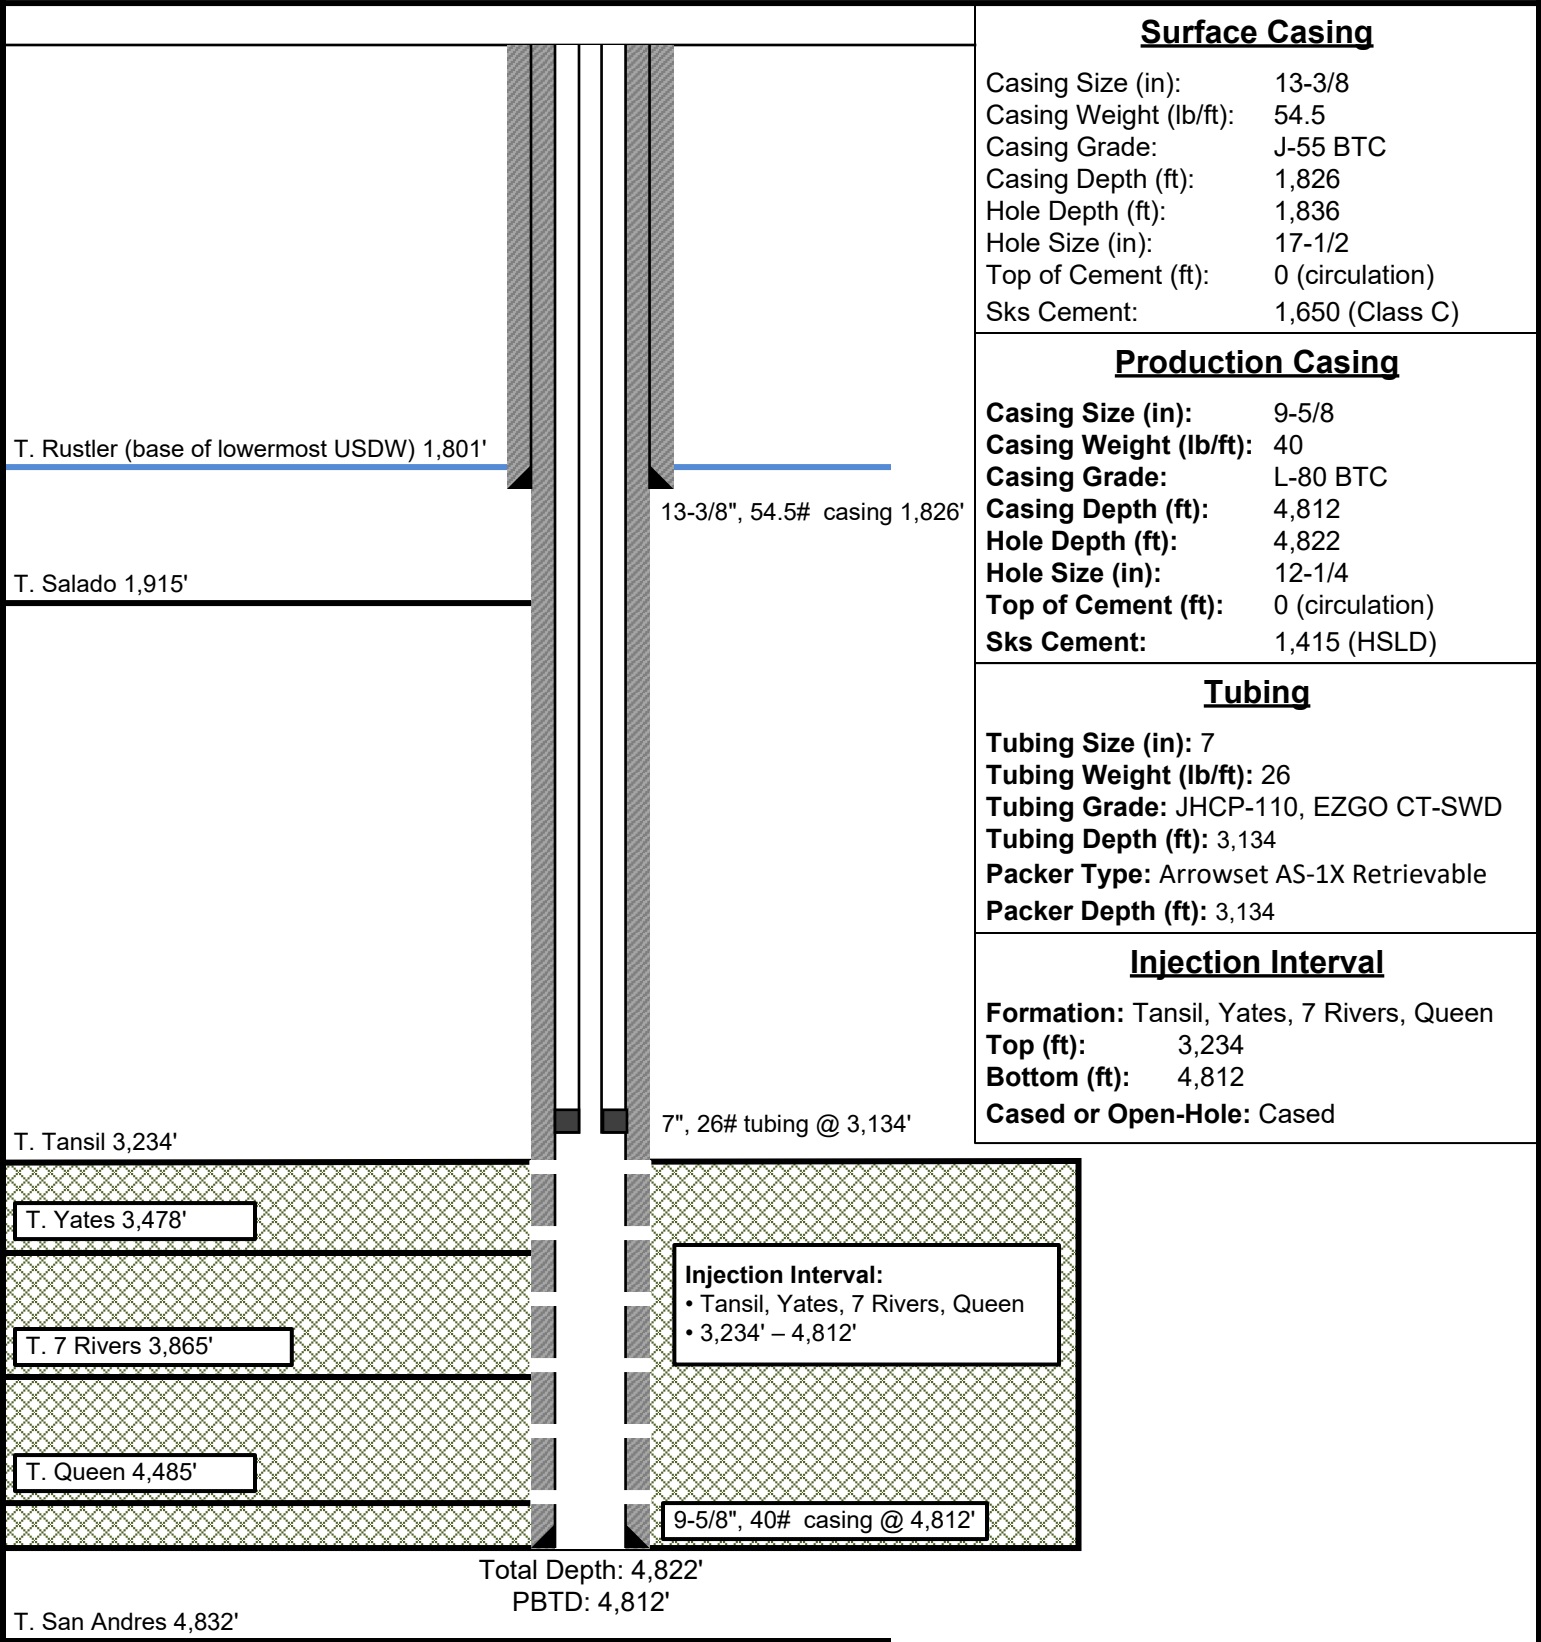 T. Rustler (base of lowermost USDW) 1,801'
13-3/8", 54.5#  casing 1,826'
T. Salado 1,915'
7", 26# tubing @ 3,134'
T. Tansil 3,234'
T. Yates 3,478'
Injection Interval:
• Tansil, Yates, 7 Rivers, Queen
• 3,234' – 4,812'
T. 7 Rivers 3,865'
T. Queen 4,485'
9-5/8", 40#  casing @ 4,812'
Total Depth: 4,822'
PBTD: 4,812'
T. San Andres 4,832'
Surface Casing
Casing Size (in): 13-3/8
Casing Weight (lb/ft): 54.5
Casing Grade: J-55 BTC
Casing Depth (ft): 1,826
Hole Depth (ft): 1,836
Hole Size (in): 17-1/2
Top of Cement (ft): 0 (circulation)
Sks Cement: 1,650 (Class C)
Production Casing
Casing Size (in): 9-5/8
Casing Weight (lb/ft): 40
Casing Grade: L-80 BTC
Casing Depth (ft): 4,812
Hole Depth (ft): 4,822
Hole Size (in): 12-1/4
Top of Cement (ft): 0 (circulation)
Sks Cement: 1,415 (HSLD)
Tubing
Tubing Size (in): 7
Tubing Weight (lb/ft): 26
Tubing Grade: JHCP-110, EZGO CT-SWD
Tubing Depth (ft): 3,134
Packer Type: Arrowset AS-1X Retrievable
Packer Depth (ft): 3,134
Injection Interval
Formation: Tansil, Yates, 7 Rivers, Queen
Top (ft): 3,234
Bottom (ft): 4,812
Cased or Open-Hole: Cased